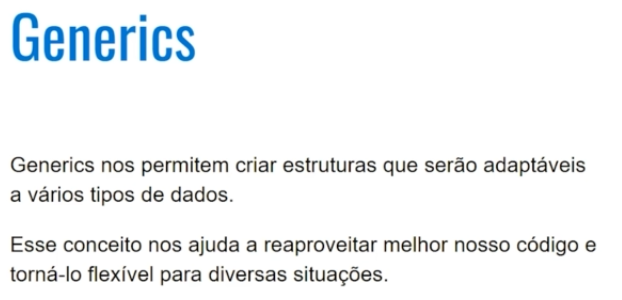 Generics
Generics nos permitem criar estruturas que serão adaptáveis
a vários tipos de dados.
Esse conceito nos ajuda a reaproveitar melhor nosso código e
torná-lo flexível para diversas situações.